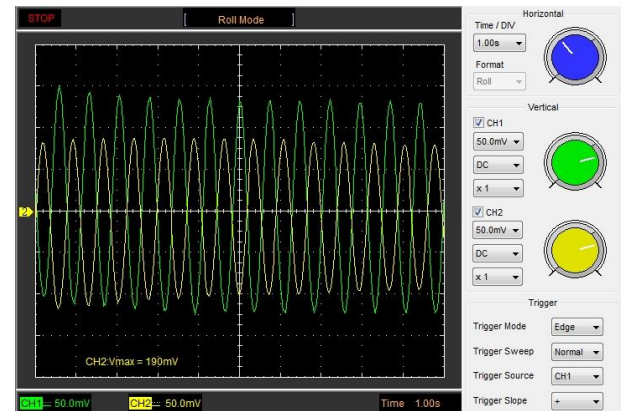 STOP [ Roll Mode ]
2
CH2:Vmax = 190mV
CH1 50.0mV CH2 50.0mV Time 1.00s
Horizontal
Time / DIV
1.00s
Format
Roll
Vertical
CH1
50.0mV
DC
x 1
CH2
50.0mV
DC
x 1
Trigger
Trigger Mode Edge
Trigger Sweep Normal
Trigger Source CH1
Trigger Slope +